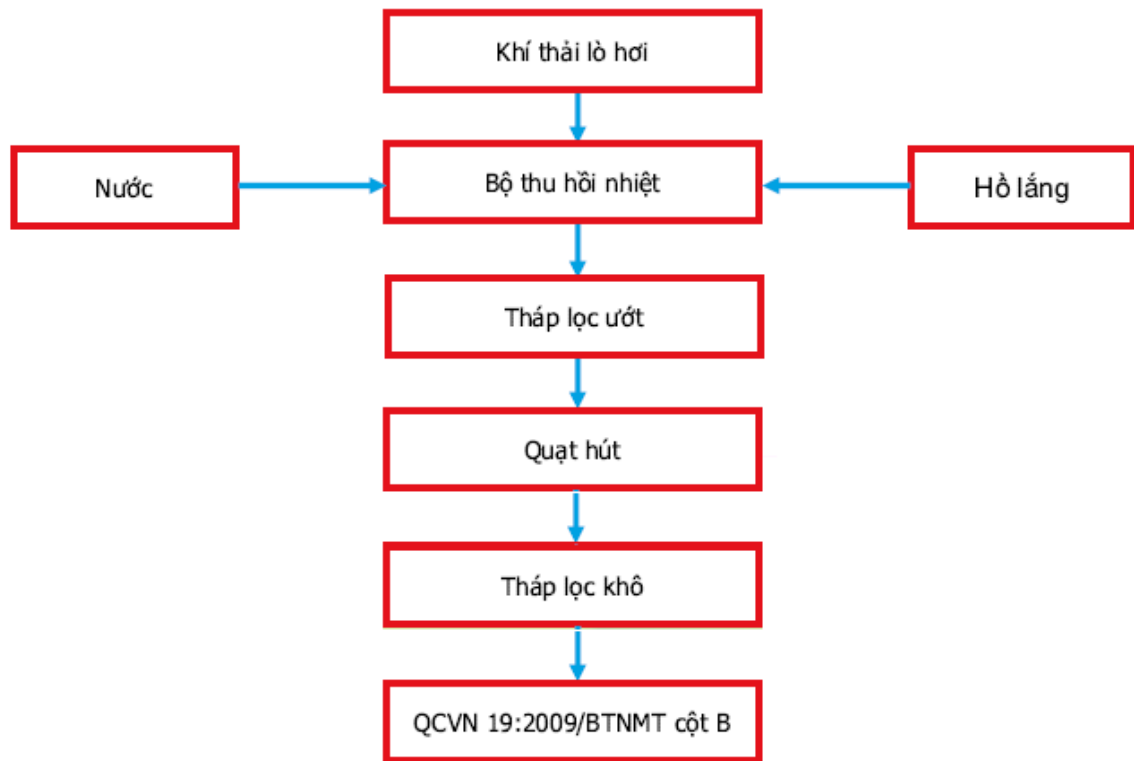 Khí thải lò hơi
Nước
Bộ thu hồi nhiệt
Hồ lắng
Tháp lọc ướt
Quạt hút
Tháp lọc khô
QCVN 19:2009/BTNMT cột B